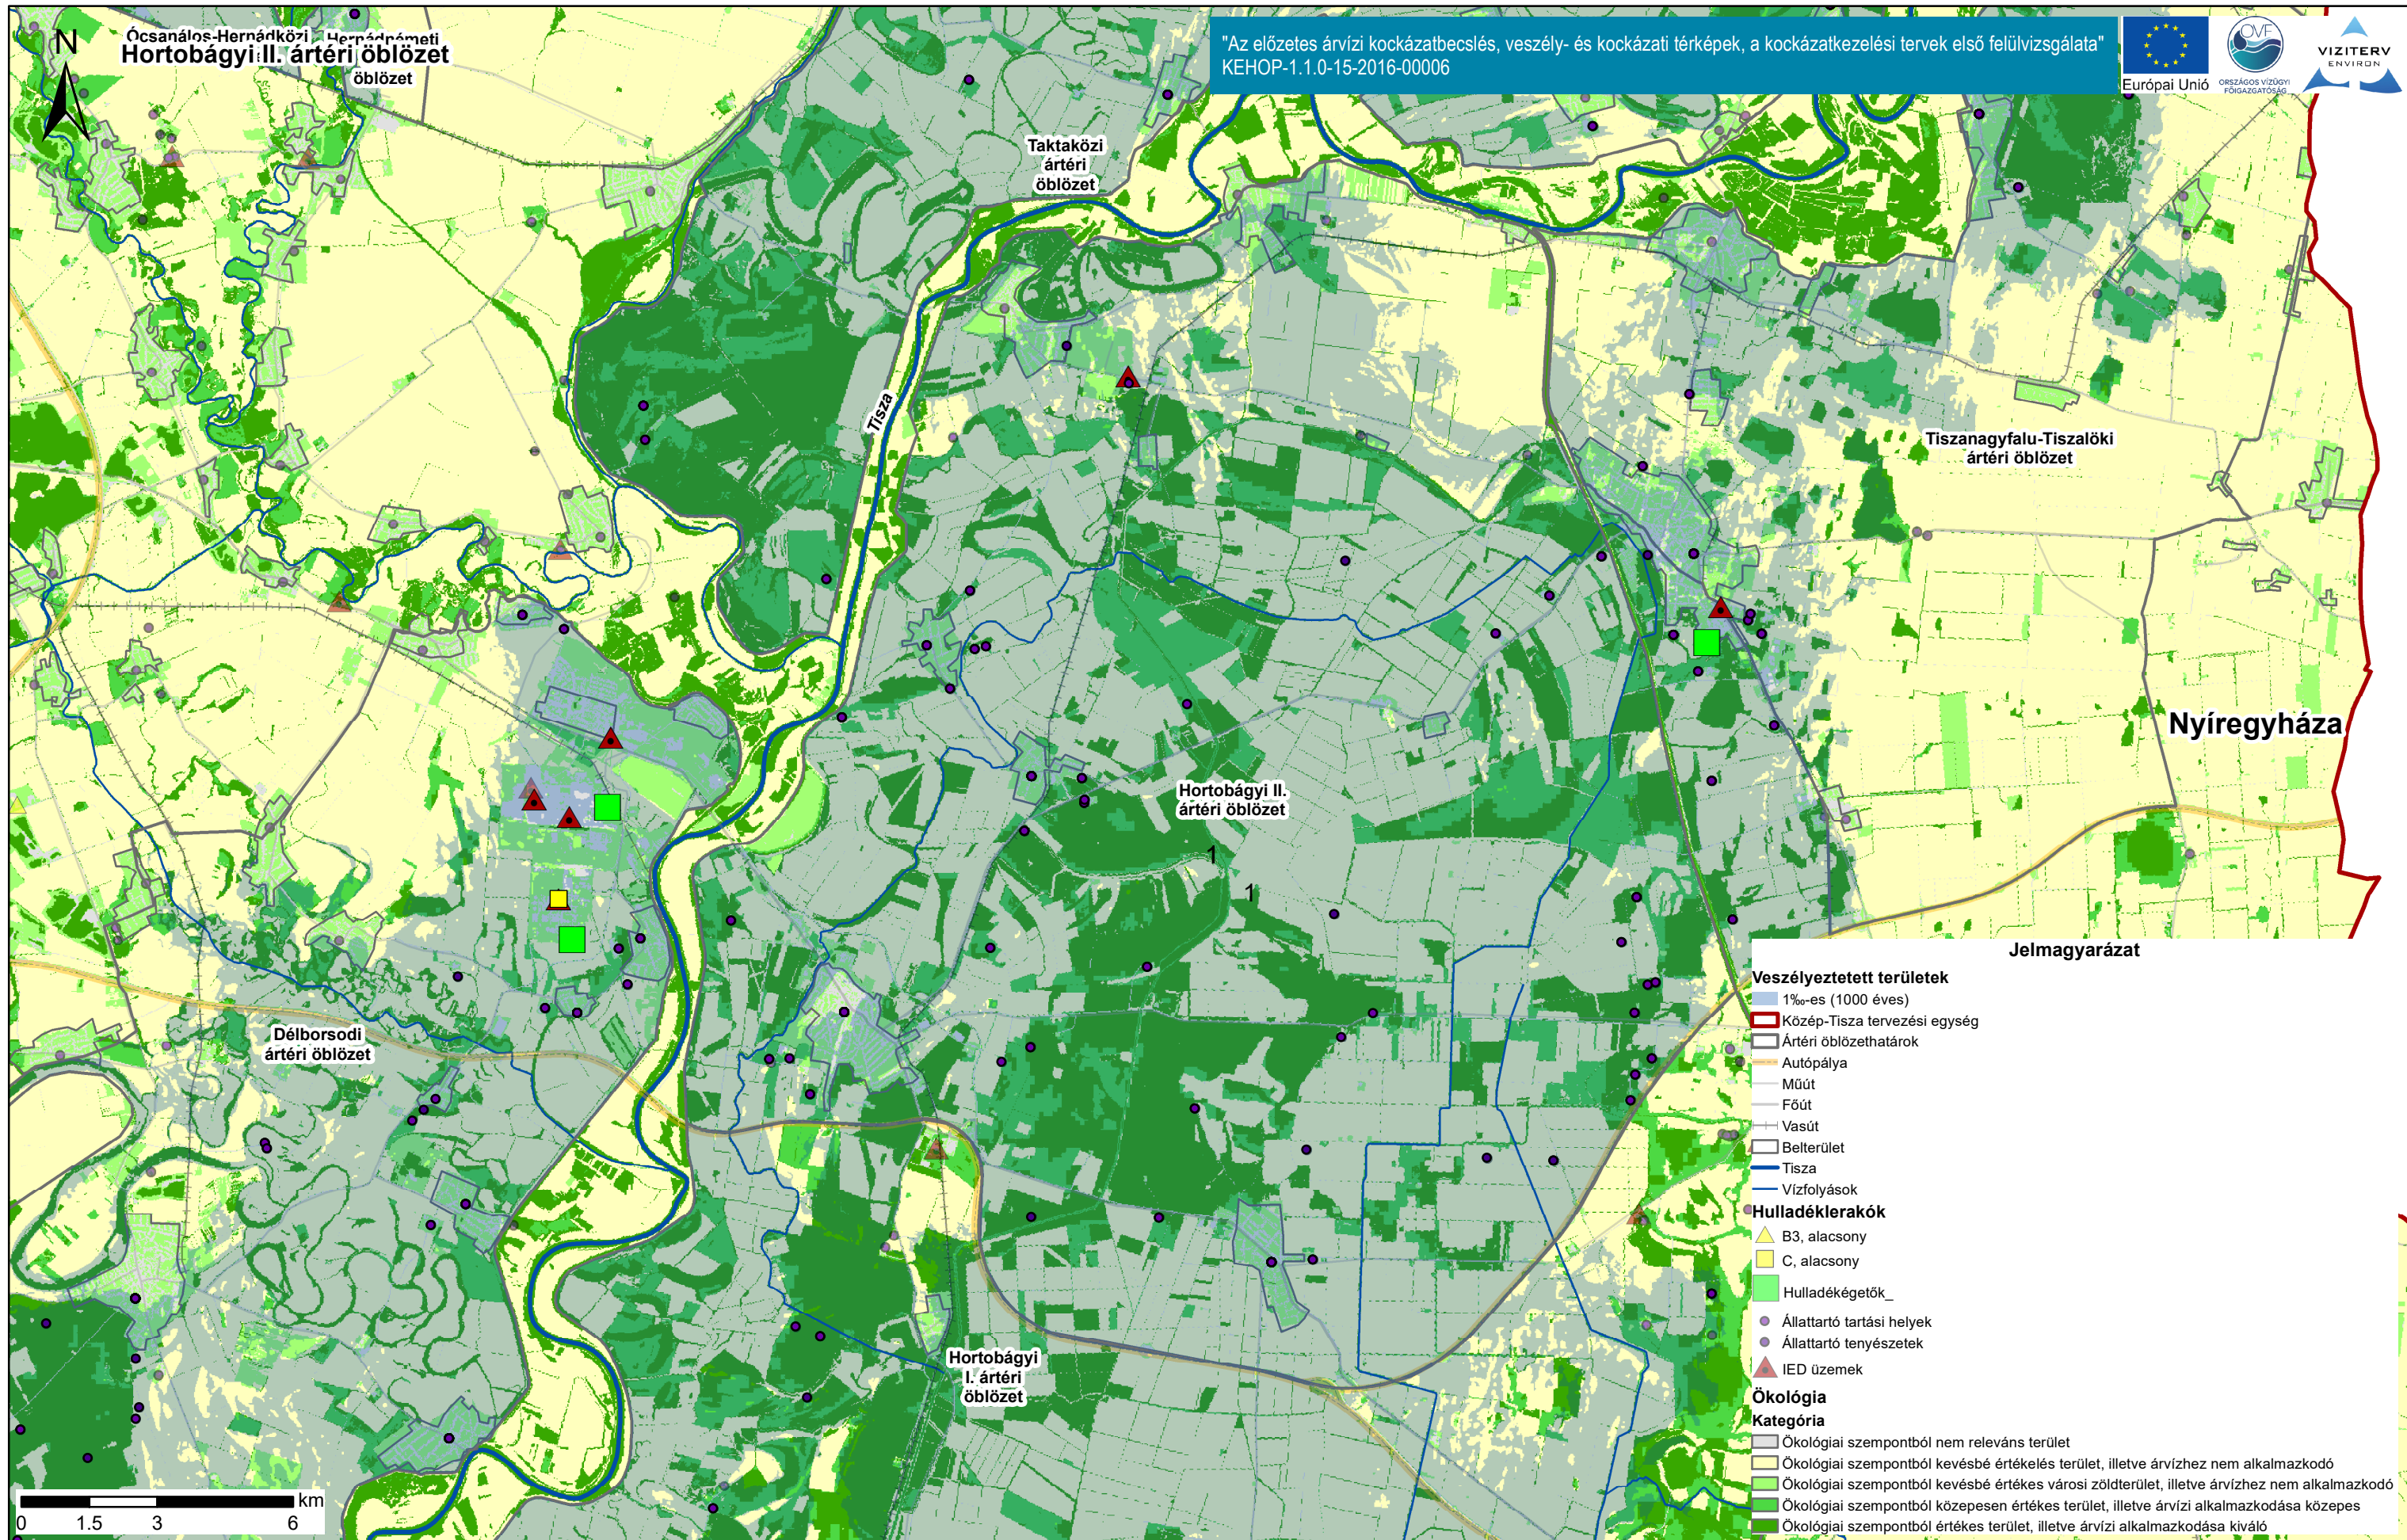 N
Ócsanálos-Hernádközi Hernádnémeti
Hortobágyi II. ártéri öblözet
öblözet
"Az előzetes árvízi kockázatbecslés, veszély- és kockázati térképek, a kockázatkezelési tervek első felülvizsgálata"
KEHOP-1.1.0-15-2016-00006
Európai Unió
OVF
ORSZÁGOS VÍZÜGYI
FŐIGAZGATÓSÁG
VIZITERV
ENVIRON
Taktaközi
ártéri
öblözet
Tisza
Tiszanagyfalu-Tiszalöki
ártéri öblözet
Nyíregyháza
Hortobágyi II.
ártéri öblözet
1
1
Délborsodi
ártéri öblözet
Hortobágyi
I. ártéri
öblözet
km
0 1.5 3 6
Jelmagyarázat
Veszélyeztetett területek
1‰-es (1000 éves)
Közép-Tisza tervezési egység
Ártéri öblözethatárok
Autópálya
Műút
Főút
Vasút
Belterület
Tisza
Vízfolyások
Hulladéklerakók
B3, alacsony
C, alacsony
Hulladékégetők_
Állattartó tartási helyek
Állattartó tenyészetek
IED üzemek
Ökológia
Kategória
Ökológiai szempontból nem releváns terület
Ökológiai szempontból kevésbé értékelés terület, illetve árvízhez nem alkalmazkodó
Ökológiai szempontból kevésbé értékes városi zöldterület, illetve árvízhez nem alkalmazkodó
Ökológiai szempontból közepesen értékes terület, illetve árvízi alkalmazkodása közepes
Ökológiai szempontból értékes terület, illetve árvízi alkalmazkodása kiváló